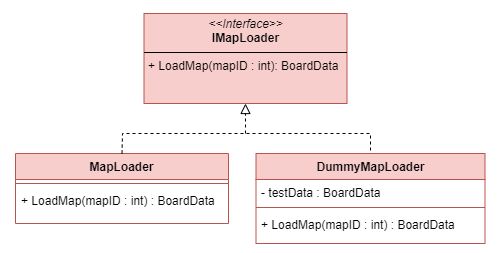 <<Interface>>
IMapLoader
+ LoadMap(mapID : int): BoardData
MapLoader
+ LoadMap(mapID : int) : BoardData
DummyMapLoader
- testData : BoardData
+ LoadMap(mapID : int) : BoardData